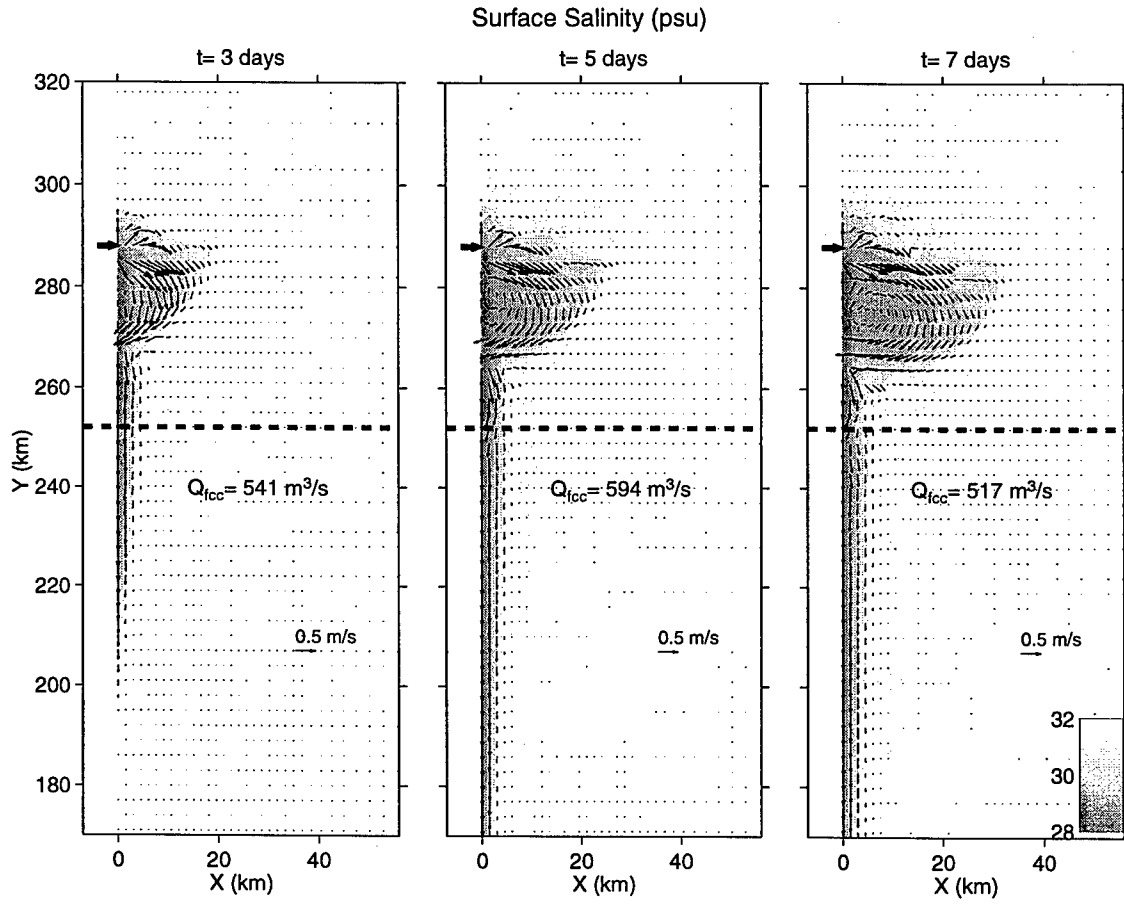 Surface Salinity (psu)
t= 3 days
t= 5 days
t= 7 days
320
300
280
260
240
220
200
180
Y (km)
Q_fcc= 541 m³/s
Q_fcc= 594 m³/s
Q_fcc= 517 m³/s
0.5 m/s
0.5 m/s
0.5 m/s
32
30
28
0 20 40
0 20 40
0 20 40
X (km)
X (km)
X (km)